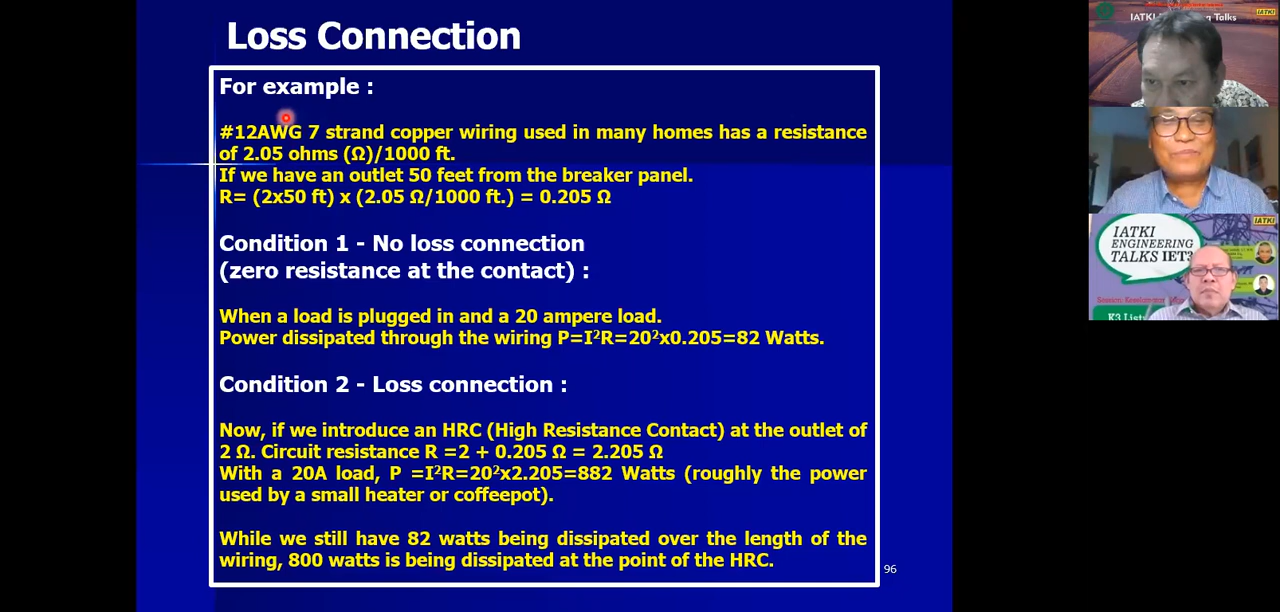 Loss Connection
For example :
#12AWG 7 strand copper wiring used in many homes has a resistance
of 2.05 ohms (Ω)/1000 ft.
If we have an outlet 50 feet from the breaker panel.
R= (2x50 ft) x (2.05 Ω/1000 ft.) = 0.205 Ω
Condition 1 - No loss connection
(zero resistance at the contact) :
When a load is plugged in and a 20 ampere load.
Power dissipated through the wiring P=I²R=20²x0.205=82 Watts.
Condition 2 - Loss connection :
Now, if we introduce an HRC (High Resistance Contact) at the outlet of
2 Ω. Circuit resistance R =2 + 0.205 Ω = 2.205 Ω
With a 20A load, P =I²R=20²x2.205=882 Watts (roughly the power
used by a small heater or coffeepot).
While we still have 82 watts being dissipated over the length of the
wiring, 800 watts is being dissipated at the point of the HRC.
96
IATKI
Talks
IATKI
IATKI
ENGINEERING
TALKS IET3
IATKI
K3 List